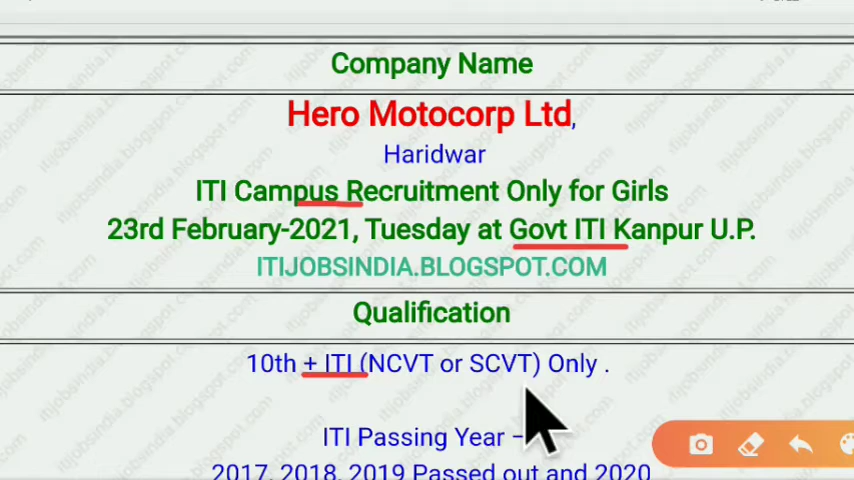 Company Name
Hero Motocorp Ltd,
Haridwar
ITI Campus Recruitment Only for Girls
23rd February-2021, Tuesday at Govt ITI Kanpur U.P.
ITIJOBSINDIA.BLOGSPOT.COM
Qualification
10th + ITI (NCVT or SCVT) Only .
ITI Passing Year –
2017, 2018, 2019 Passed out and 2020